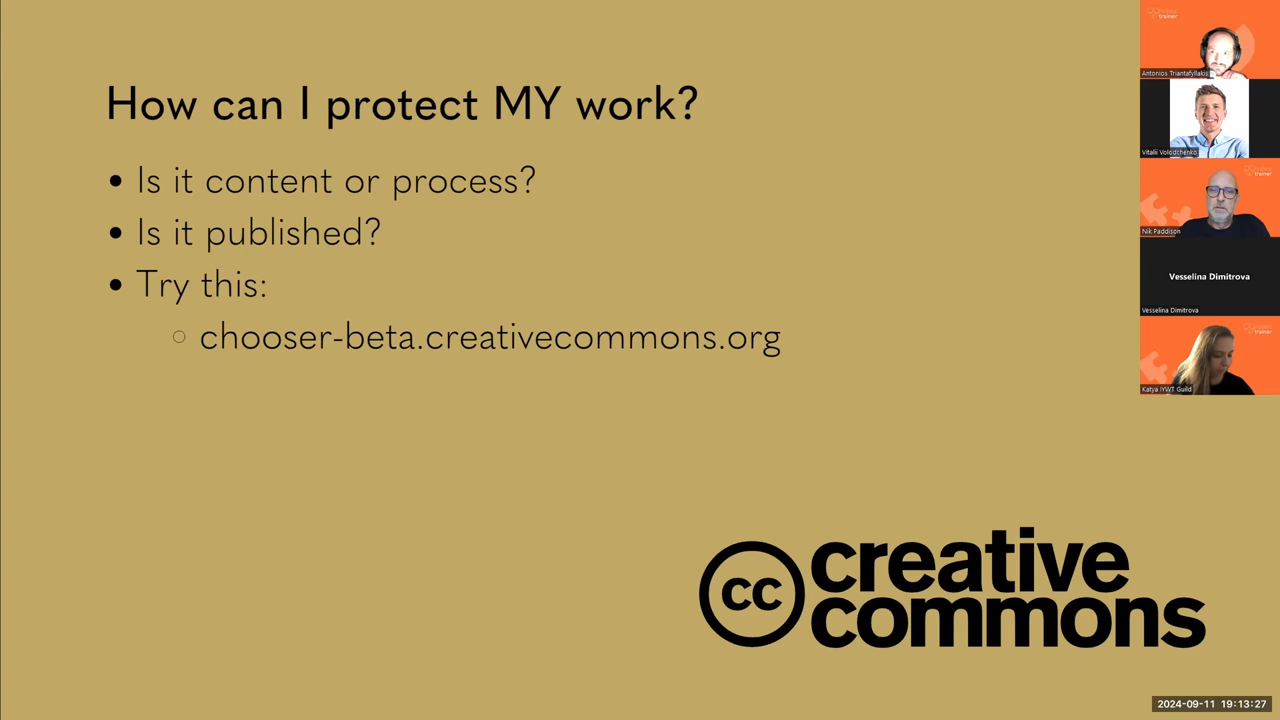 How can I protect MY work?
• Is it content or process?
• Is it published?
• Try this:
○ chooser-beta.creativecommons.org
cc creative
commons
trainer
Antonios Triantafyllakis
Vitalii Volodchenko
trainer
Nik Paddison
Vesselina Dimitrova
Vesselina Dimitrova
Katya IYWT Guild
2024-09-11 19:13:27